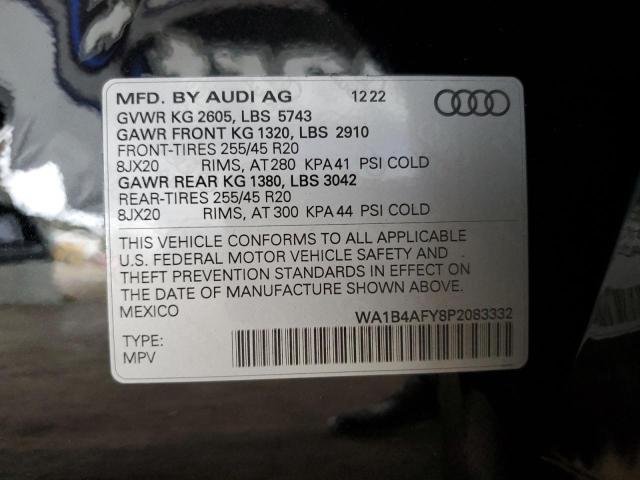 MFD. BY AUDI AG 12 22
GVWR KG 2605, LBS 5743
GAWR FRONT KG 1320, LBS 2910
FRONT-TIRES 255/45 R20
8JX20 RIMS, AT 280 KPA 41 PSI COLD
GAWR REAR KG 1380, LBS 3042
REAR-TIRES 255/45 R20
8JX20 RIMS, AT 300 KPA 44 PSI COLD
THIS VEHICLE CONFORMS TO ALL APPLICABLE
U.S. FEDERAL MOTOR VEHICLE SAFETY AND
THEFT PREVENTION STANDARDS IN EFFECT ON
THE DATE OF MANUFACTURE SHOWN ABOVE.
MEXICO
WA1B4AFY8P2083332
TYPE:
MPV